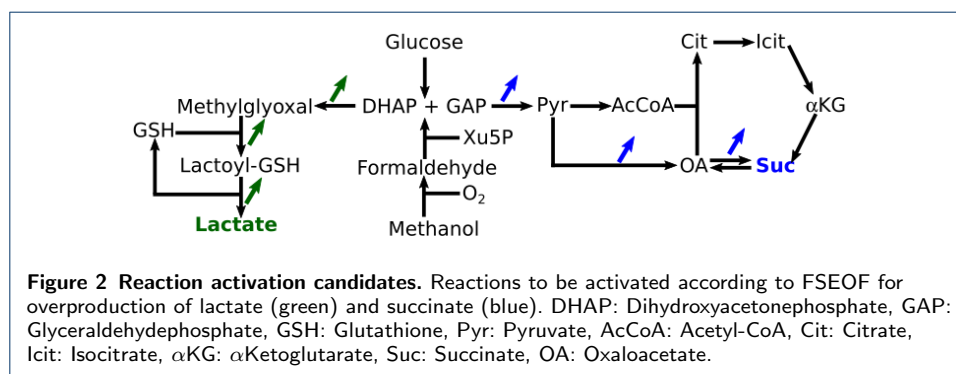 Glucose
Cit
Icit
Methylglyoxal
DHAP + GAP
Pyr
AcCoA
αKG
GSH
Xu5P
Lactoyl-GSH
Formaldehyde
OA
Suc
O2
Lactate
Methanol
Figure 2 Reaction activation candidates. Reactions to be activated according to FSEOF for
overproduction of lactate (green) and succinate (blue). DHAP: Dihydroxyacetonephosphate, GAP:
Glyceraldehydephosphate, GSH: Glutathione, Pyr: Pyruvate, AcCoA: Acetyl-CoA, Cit: Citrate,
Icit: Isocitrate, αKG: αKetoglutarate, Suc: Succinate, OA: Oxaloacetate.